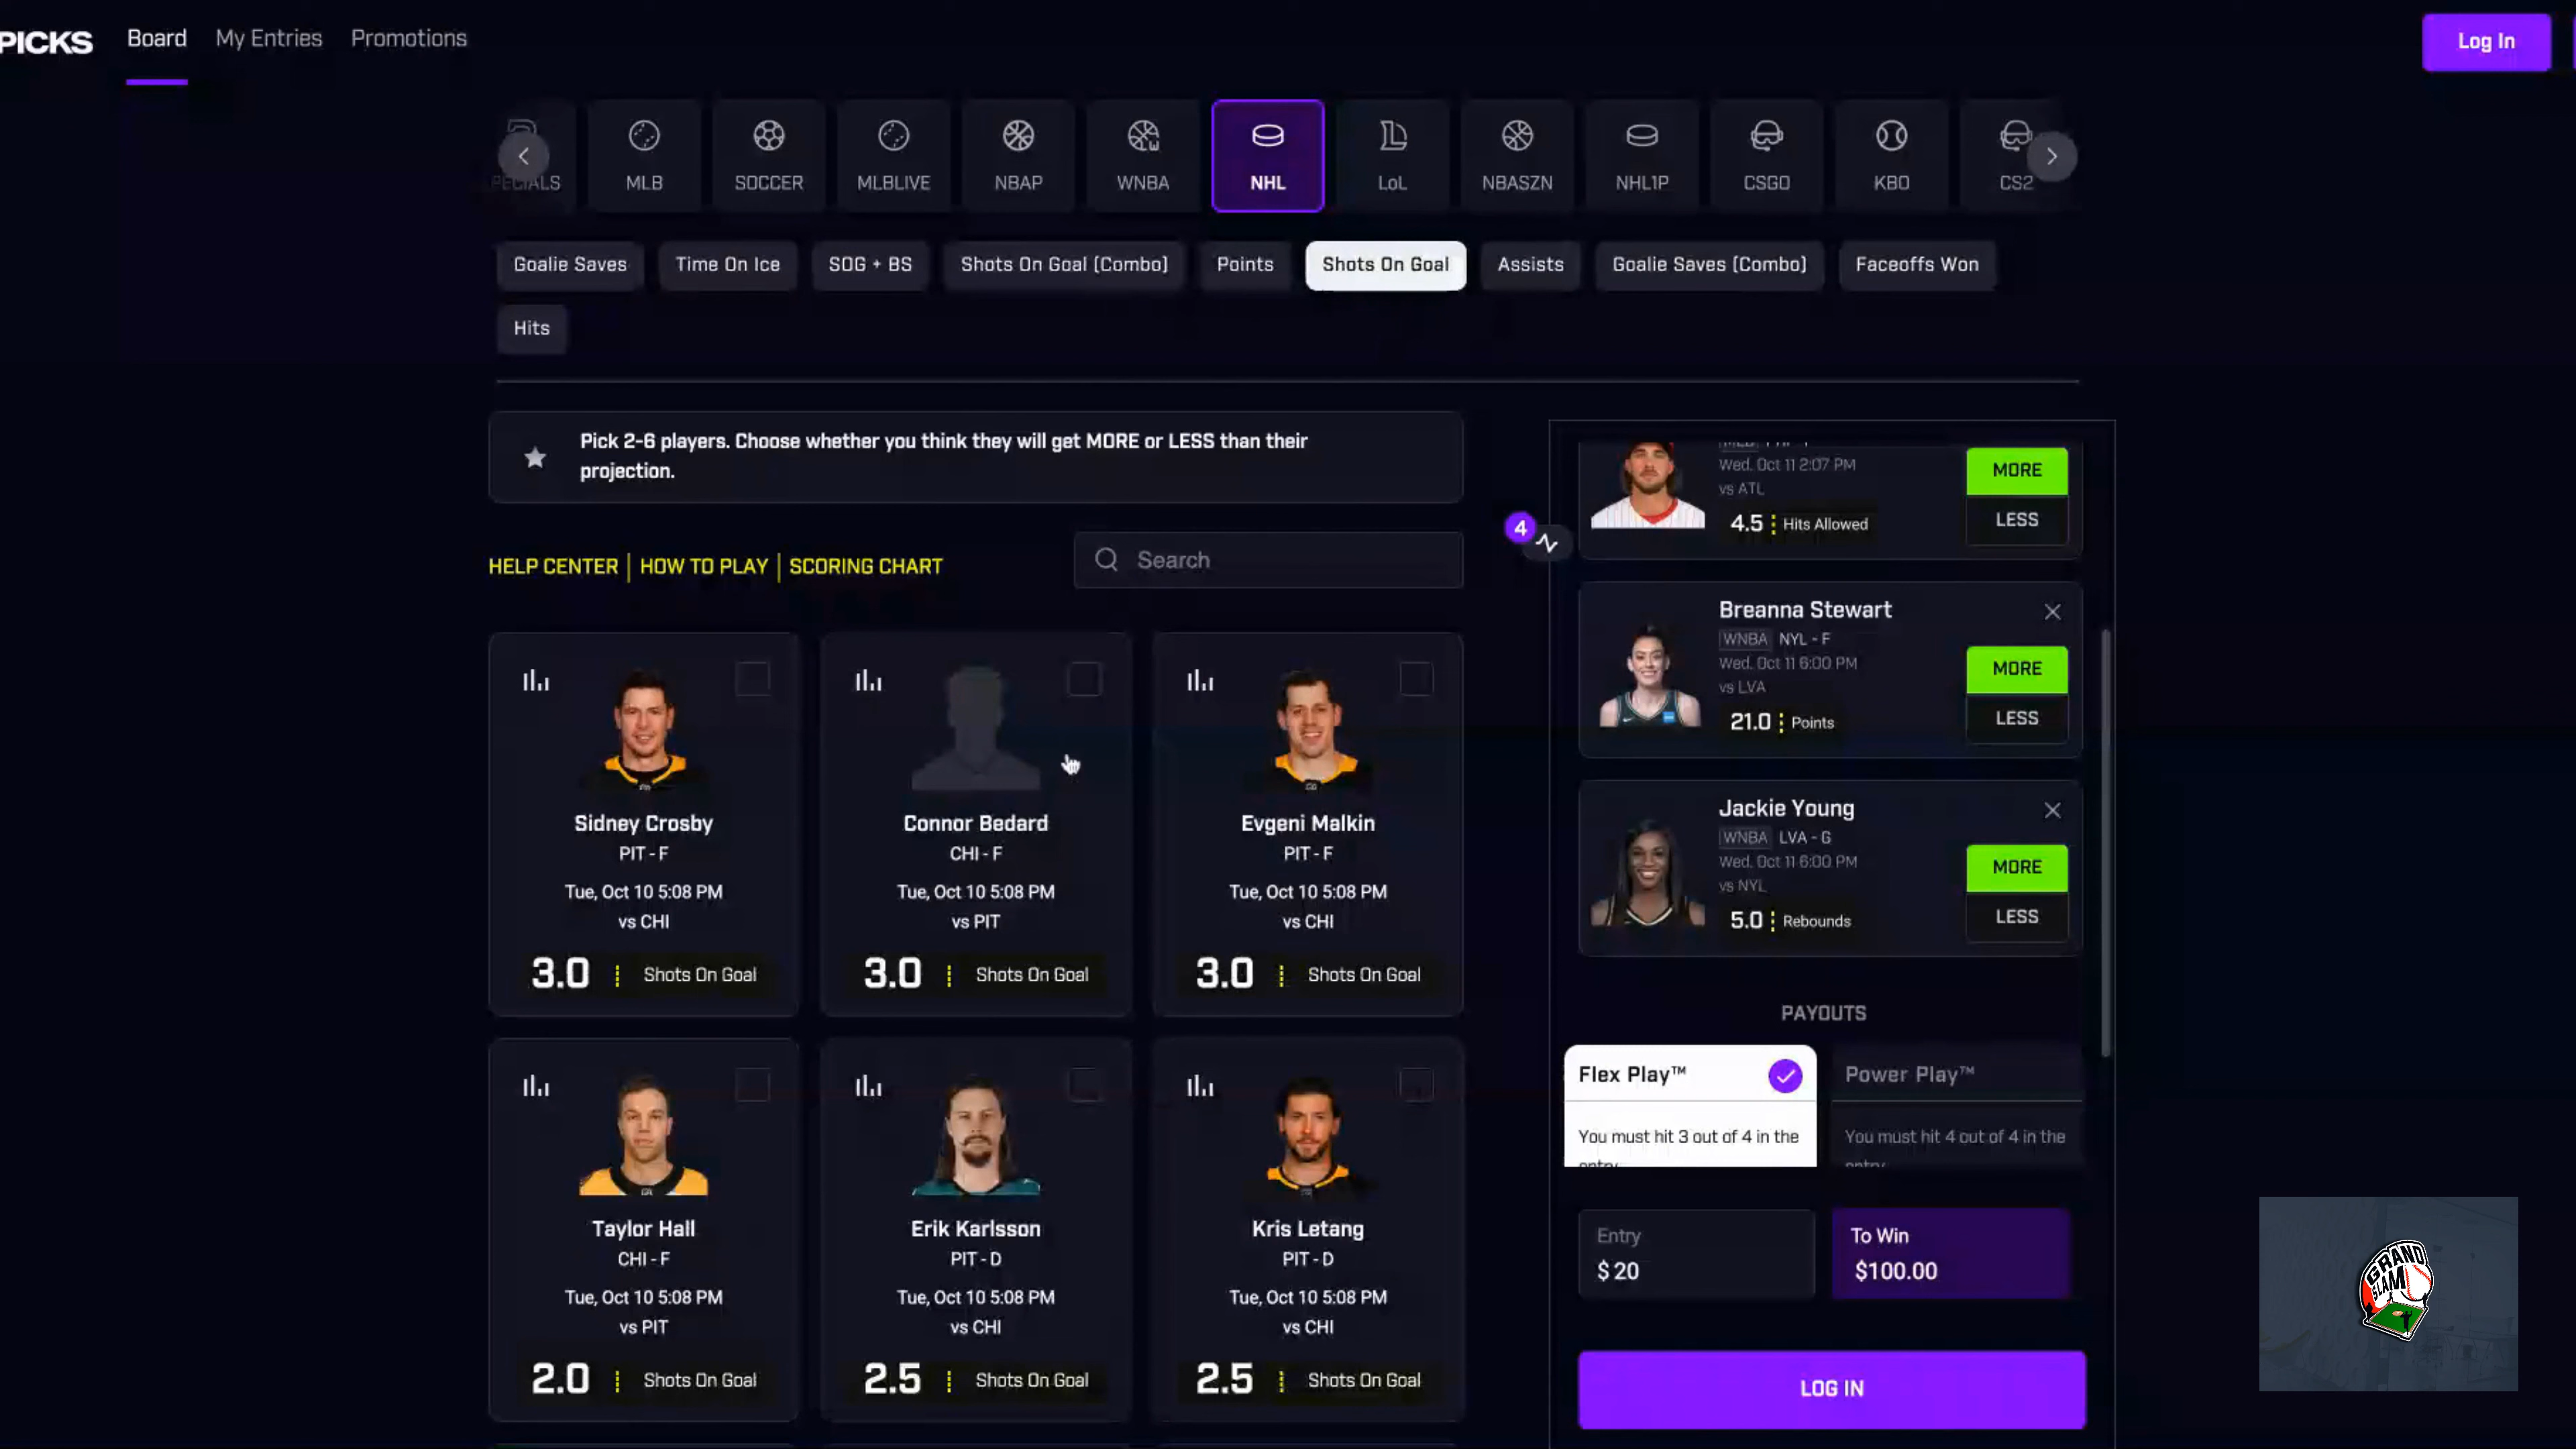 PICKS
Board
My Entries
Promotions
Log In
MLB
SOCCER
MLBLIVE
NBAP
WNBA
NHL
LoL
NBASZN
NHL1P
CSGO
KBO
CS2
Goalie Saves
Time On Ice
SOG + BS
Shots On Goal (Combo)
Points
Shots On Goal
Assists
Goalie Saves (Combo)
Faceoffs Won
Hits
Pick 2-6 players. Choose whether you think they will get MORE or LESS than their
projection.
HELP CENTER
HOW TO PLAY
SCORING CHART
Search
Sidney Crosby
PIT - F
Tue, Oct 10 5:08 PM
vs CHI
3.0
Shots On Goal
Connor Bedard
CHI - F
Tue, Oct 10 5:08 PM
vs PIT
3.0
Shots On Goal
Evgeni Malkin
PIT - F
Tue, Oct 10 5:08 PM
vs CHI
3.0
Shots On Goal
Taylor Hall
CHI - F
Tue, Oct 10 5:08 PM
vs PIT
2.0
Shots On Goal
Erik Karlsson
PIT - D
Tue, Oct 10 5:08 PM
vs CHI
2.5
Shots On Goal
Kris Letang
PIT - D
Tue, Oct 10 5:08 PM
vs CHI
2.5
Shots On Goal
4
Wed, Oct 11 2:07 PM
vs ATL
4.5
Hits Allowed
MORE
LESS
Breanna Stewart
WNBA NYL - F
Wed, Oct 11 6:00 PM
vs LVA
21.0
Points
MORE
LESS
Jackie Young
WNBA LVA - G
Wed, Oct 11 6:00 PM
vs NYL
5.0
Rebounds
MORE
LESS
PAYOUTS
Flex Play™
You must hit 3 out of 4 in the
entry
Power Play™
You must hit 4 out of 4 in the
entry
Entry
$ 20
To Win
$100.00
LOG IN
GRAND
SLAM